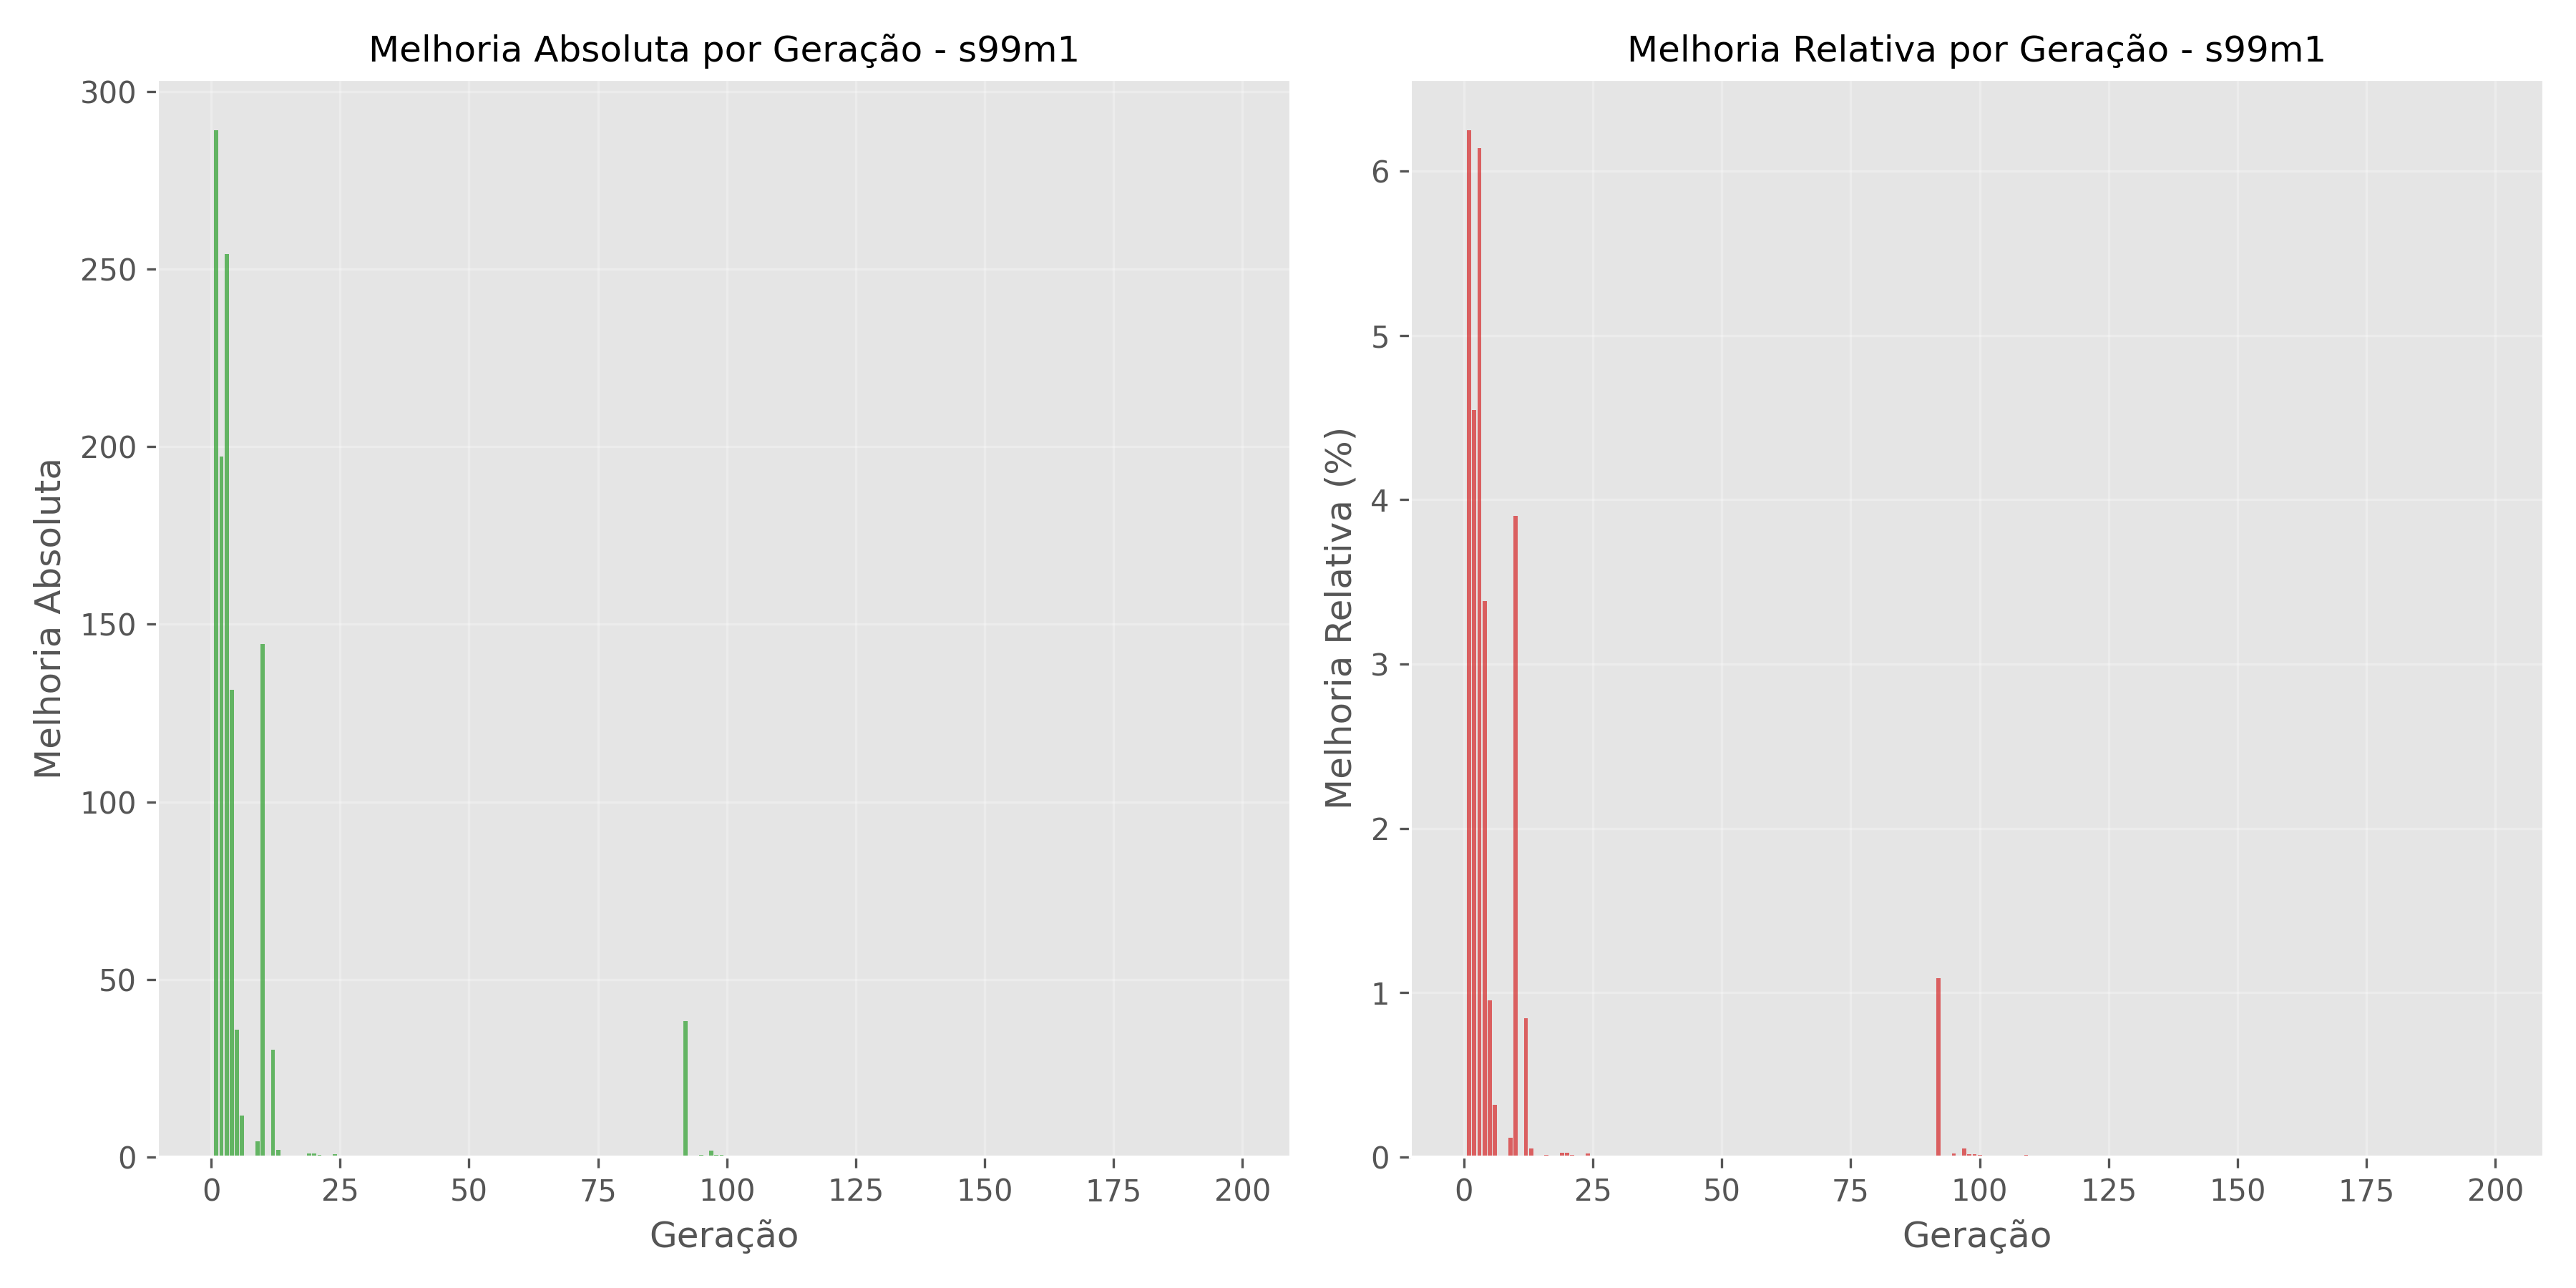 Melhoria Absoluta por Geração - s99m1
300
250
200
150
100
50
0
Melhoria Absoluta
0 25 50 75 100 125 150 175 200
Geração
Melhoria Relativa por Geração - s99m1
6
5
4
3
2
1
0
Melhoria Relativa (%)
0 25 50 75 100 125 150 175 200
Geração